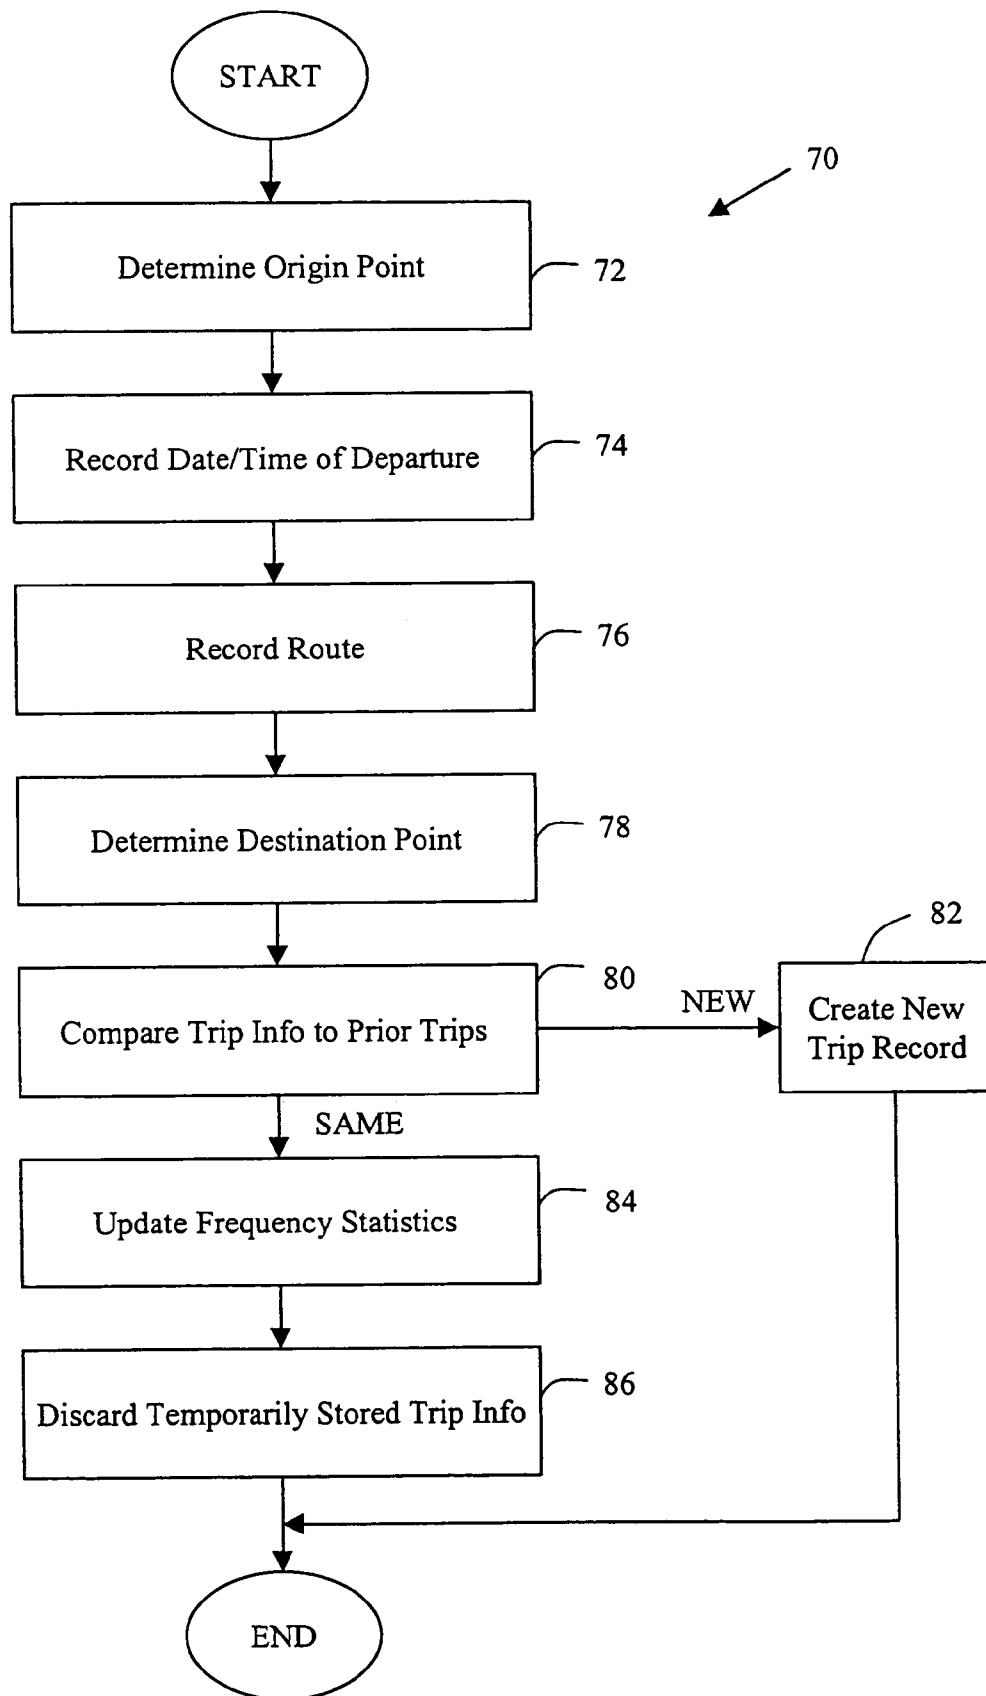 START
70
Determine Origin Point
72
Record Date/Time of Departure
74
Record Route
76
Determine Destination Point
78
82
Compare Trip Info to Prior Trips
80
NEW
Create New
Trip Record
SAME
Update Frequency Statistics
84
Discard Temporarily Stored Trip Info
86
END